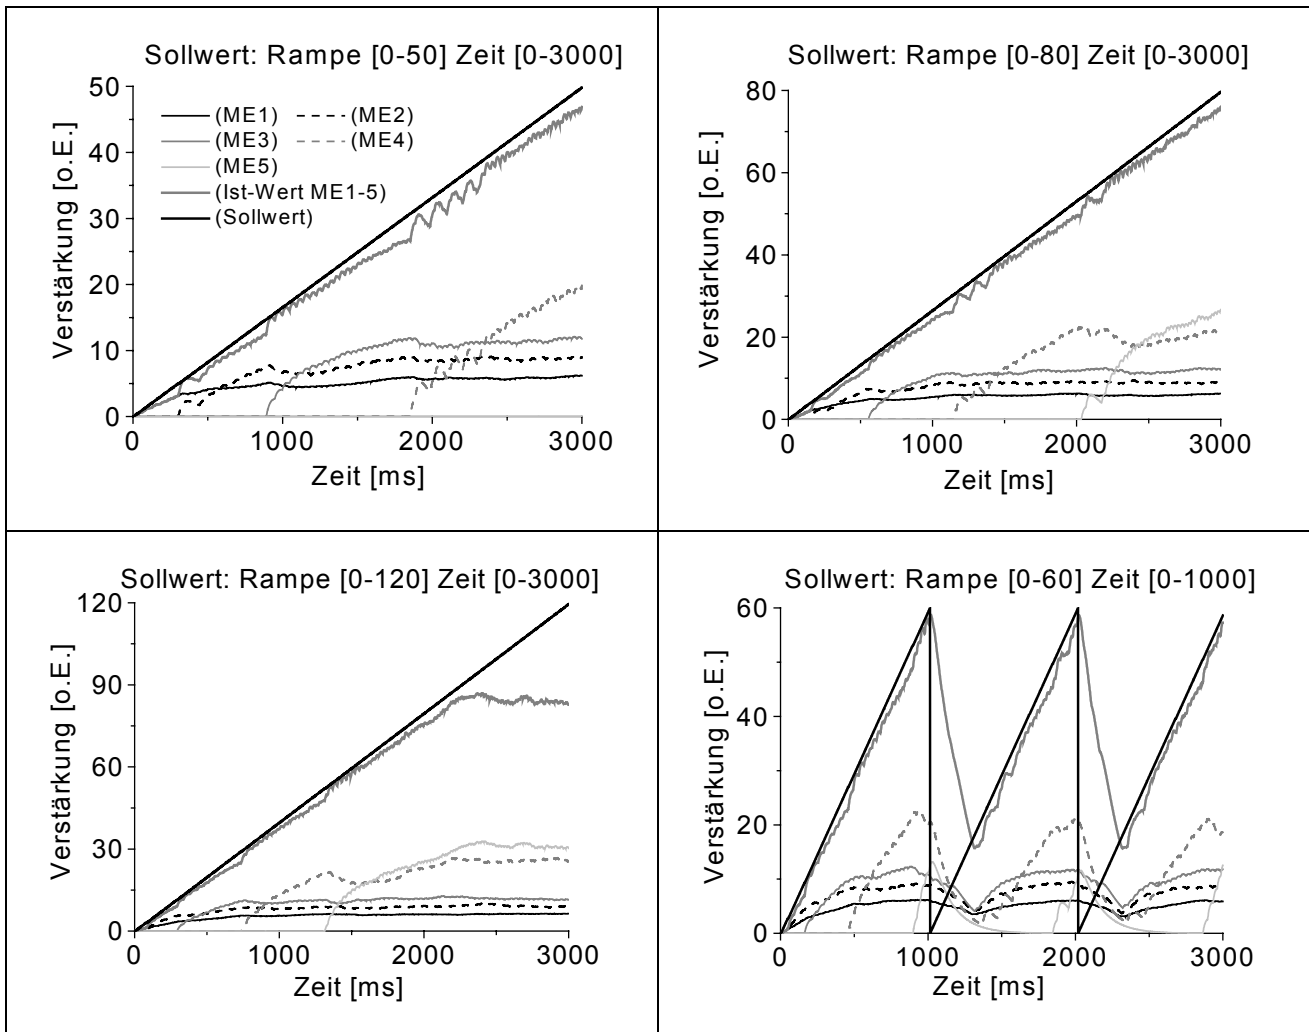 Sollwert: Rampe [0-50] Zeit [0-3000]
Verstärkung [o.E.]
50
40
30
20
10
0
(ME1) (ME2)
(ME3) (ME4)
(ME5)
(Ist-Wert ME1-5)
(Sollwert)
0 1000 2000 3000
Zeit [ms]
Sollwert: Rampe [0-80] Zeit [0-3000]
Verstärkung [o.E.]
80
60
40
20
0
0 1000 2000 3000
Zeit [ms]
Sollwert: Rampe [0-120] Zeit [0-3000]
Verstärkung [o.E.]
120
90
60
30
0
0 1000 2000 3000
Zeit [ms]
Sollwert: Rampe [0-60] Zeit [0-1000]
Verstärkung [o.E.]
60
40
20
0
0 1000 2000 3000
Zeit [ms]